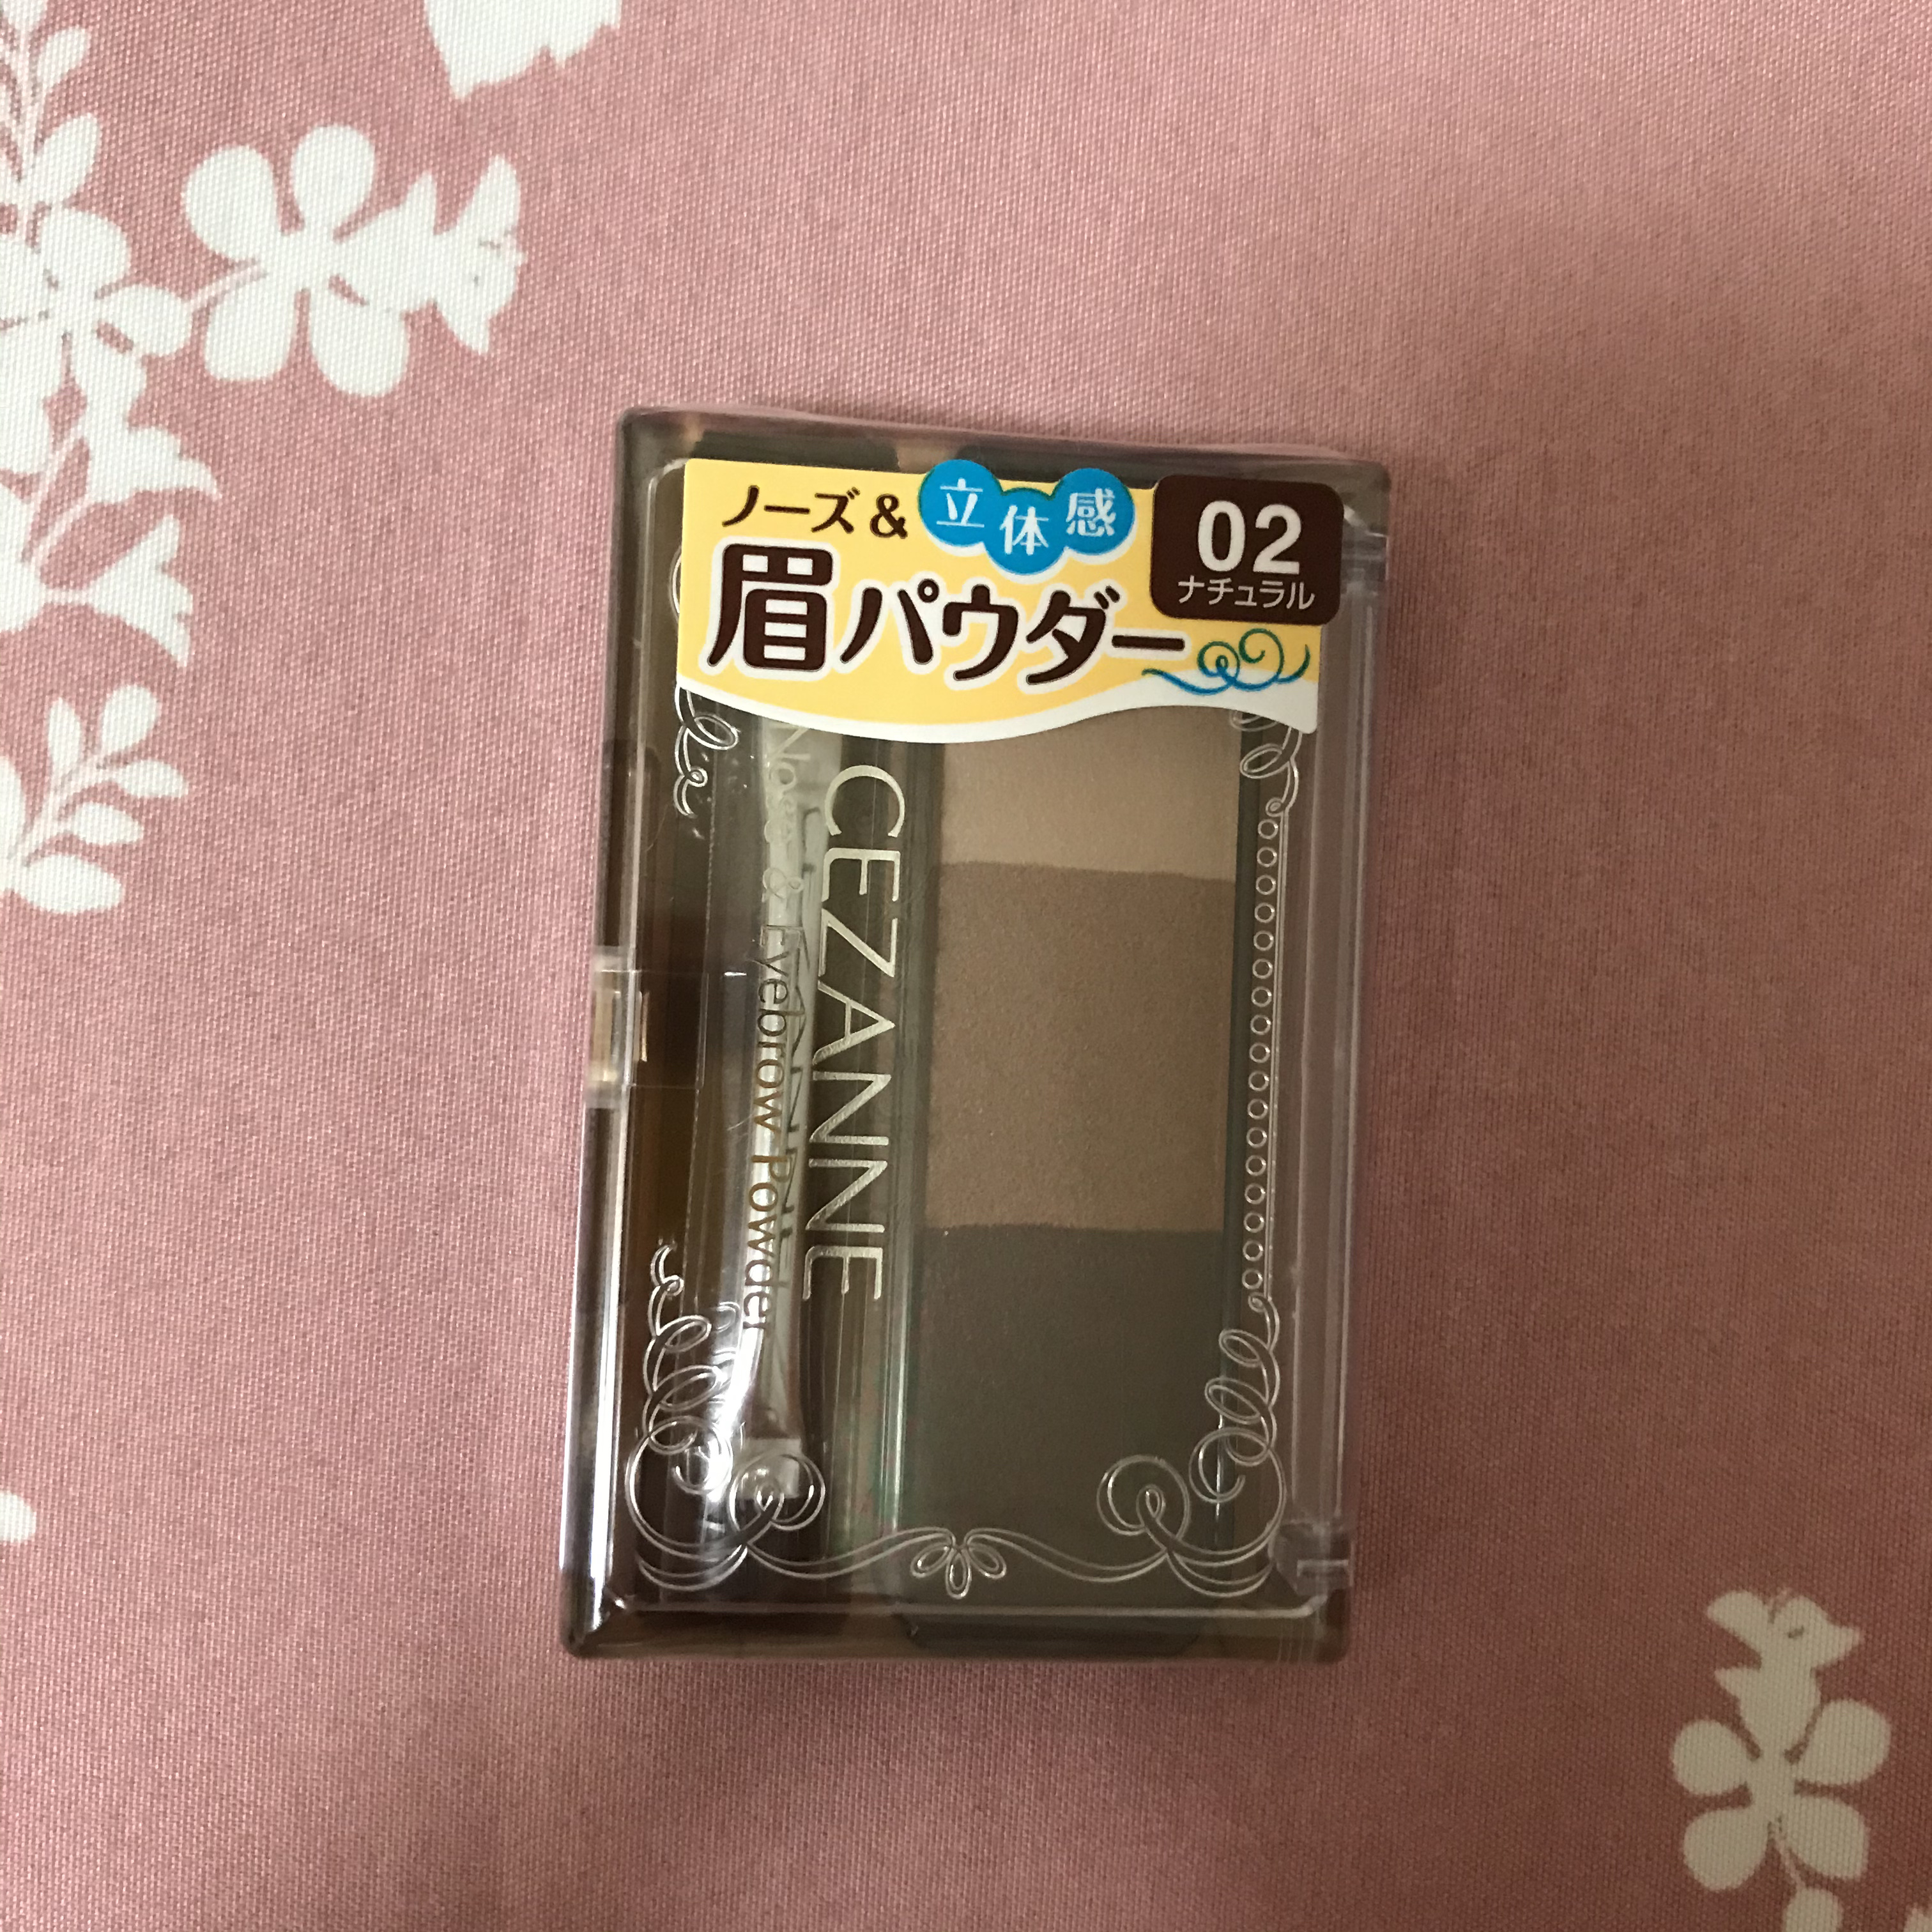 ノーズ&立体感
眉パウダー
02
ナチュラル
CEZANNE
Nose & Eyebrow Powder